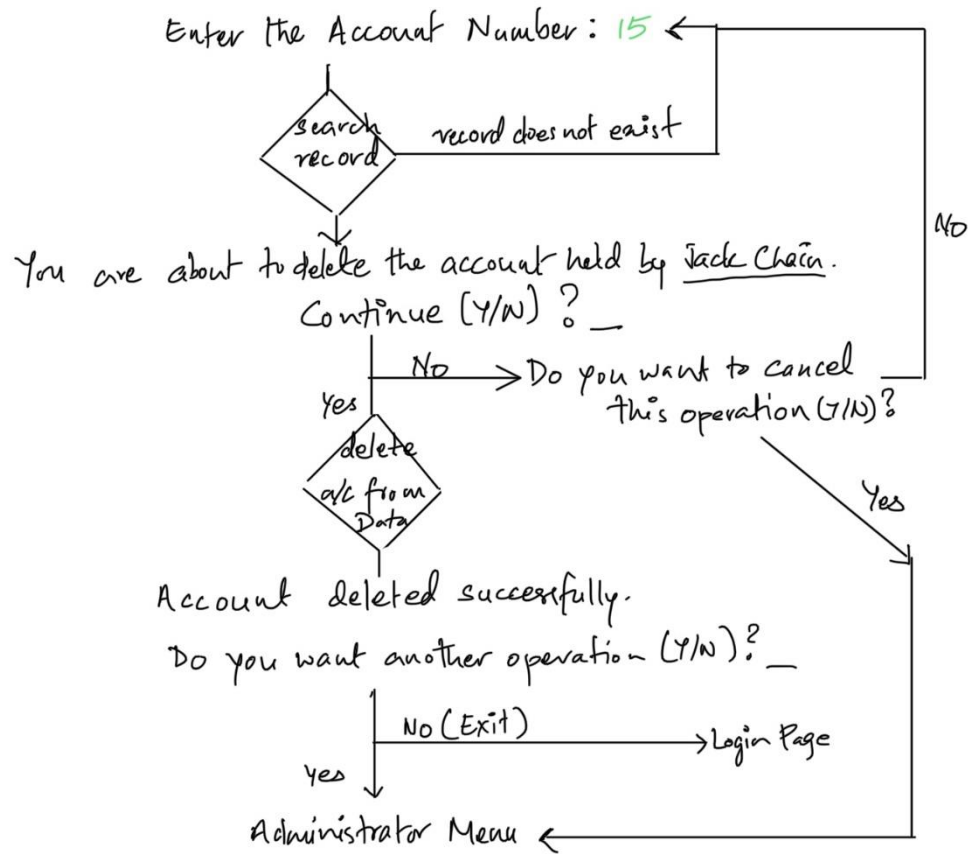 Enter the Account Number: 15
search
record
record does not exist
No
You are about to delete the account held by Jack Chain.
Continue (Y/N) ? _
No
Do you want to cancel
this operation (Y/N)?
Yes
delete
a/c from
Data
Yes
Account deleted successfully.
Do you want another operation (Y/N)? _
No (Exit)
Login Page
Yes
Administrator Menu